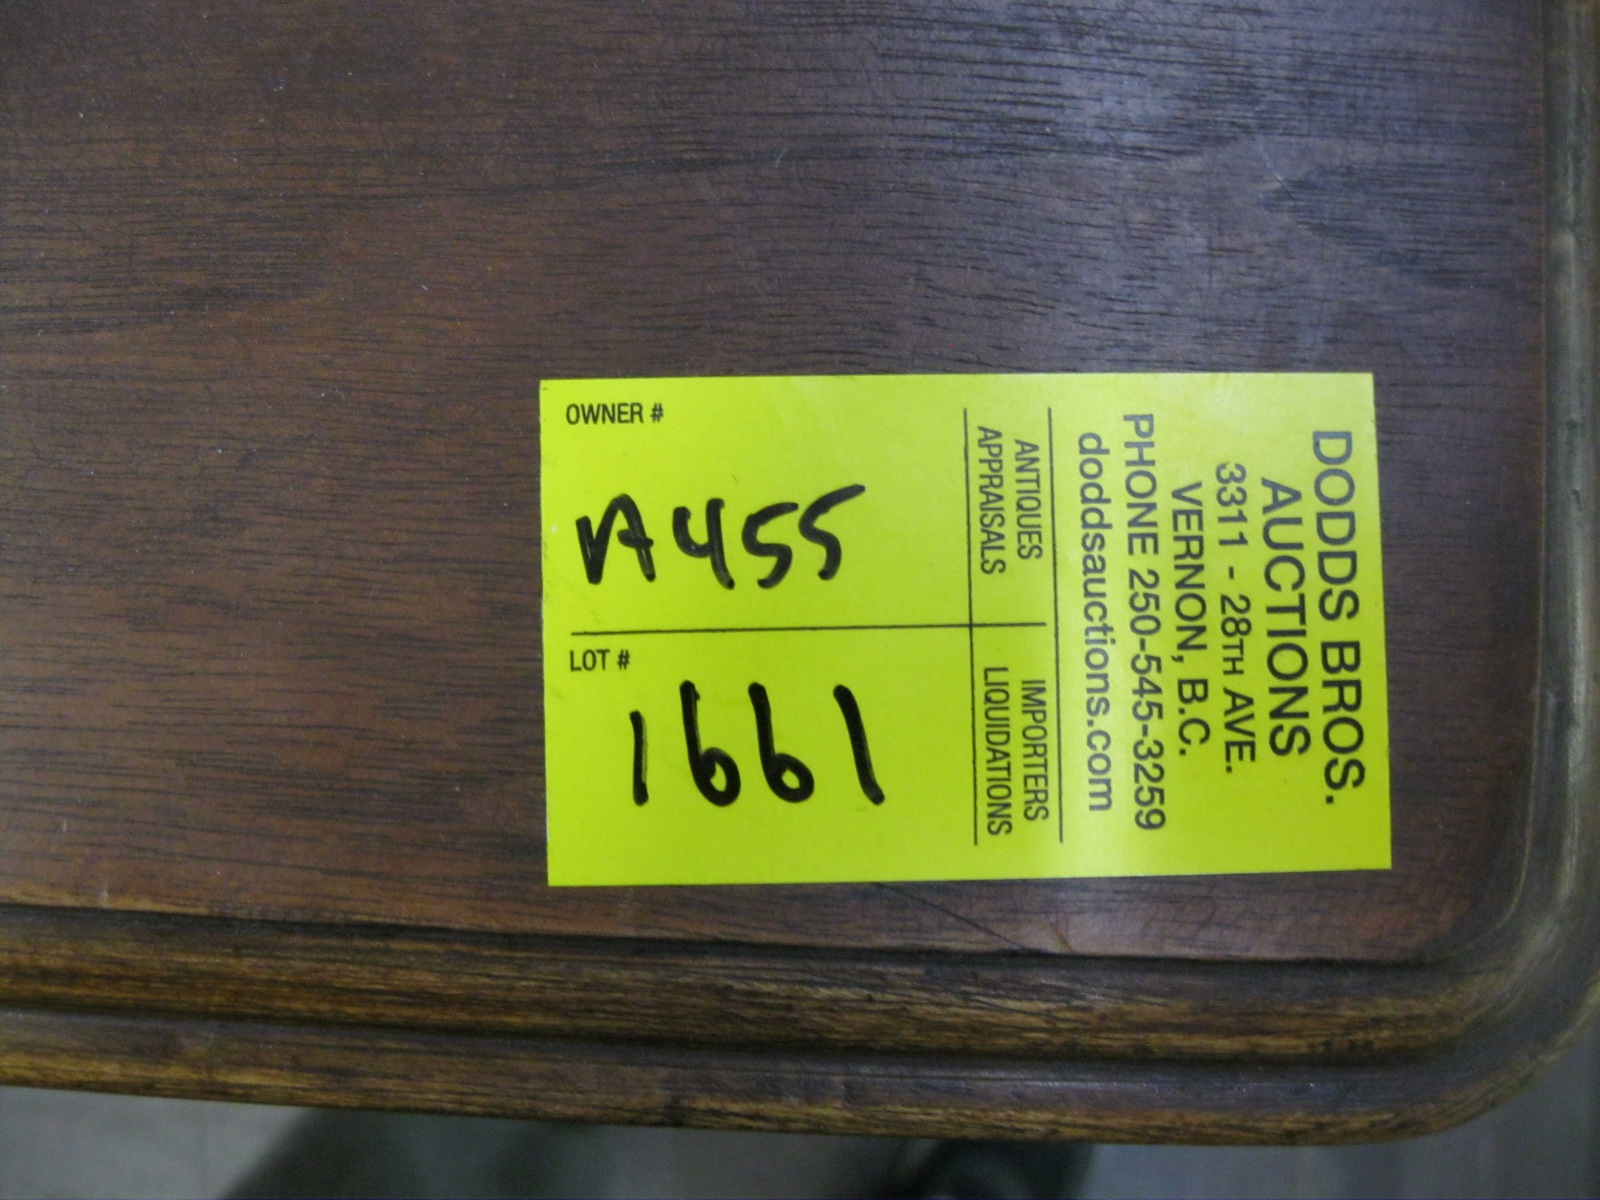 DODDS BROS.
AUCTIONS
3311 - 28TH AVE.
VERNON, B.C.
PHONE 250-545-3259
doddsauctions.com
ANTIQUES
APPRAISALS
IMPORTERS
LIQUIDATIONS
OWNER #
A455
LOT #
1661